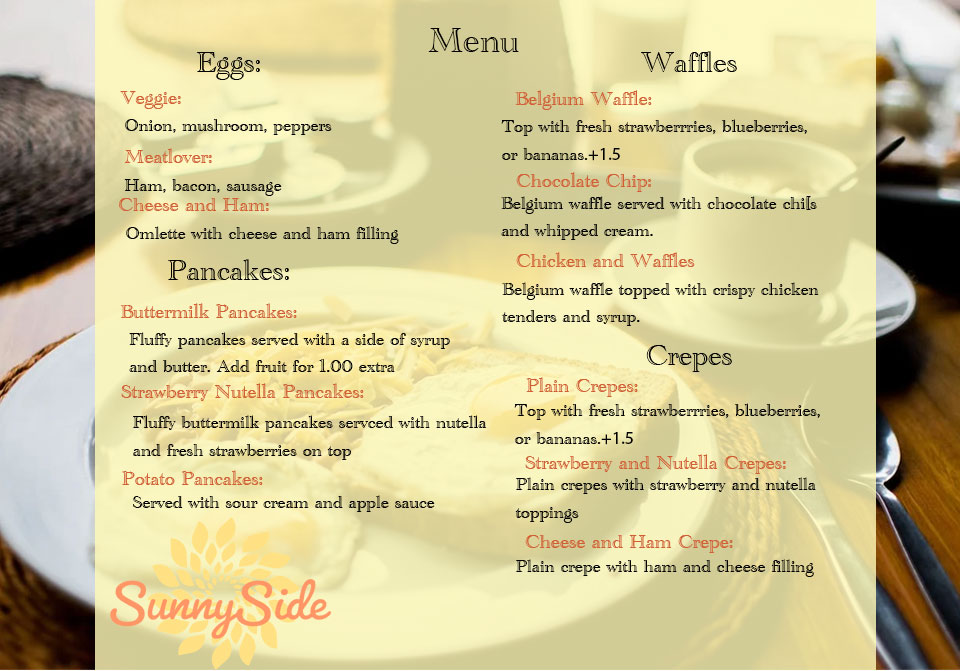 Menu
Eggs:
Veggie:
Onion, mushroom, peppers
Meatlover:
Ham, bacon, sausage
Cheese and Ham:
Omlette with cheese and ham filling
Pancakes:
Buttermilk Pancakes:
Fluffy pancakes served with a side of syrup
and butter. Add fruit for 1.00 extra
Strawberry Nutella Pancakes:
Fluffy buttermilk pancakes servced with nutella
and fresh strawberries on top
Potato Pancakes:
Served with sour cream and apple sauce
SunnySide
Waffles
Belgium Waffle:
Top with fresh strawberrries, blueberries,
or bananas.+1.5
Chocolate Chip:
Belgium waffle served with chocolate chi[s
and whipped cream.
Chicken and Waffles
Belgium waffle topped with crispy chicken
tenders and syrup.
Crepes
Plain Crepes:
Top with fresh strawberrries, blueberries,
or bananas.+1.5
Strawberry and Nutella Crepes:
Plain crepes with strawberry and nutella
toppings
Cheese and Ham Crepe:
Plain crepe with ham and cheese filling